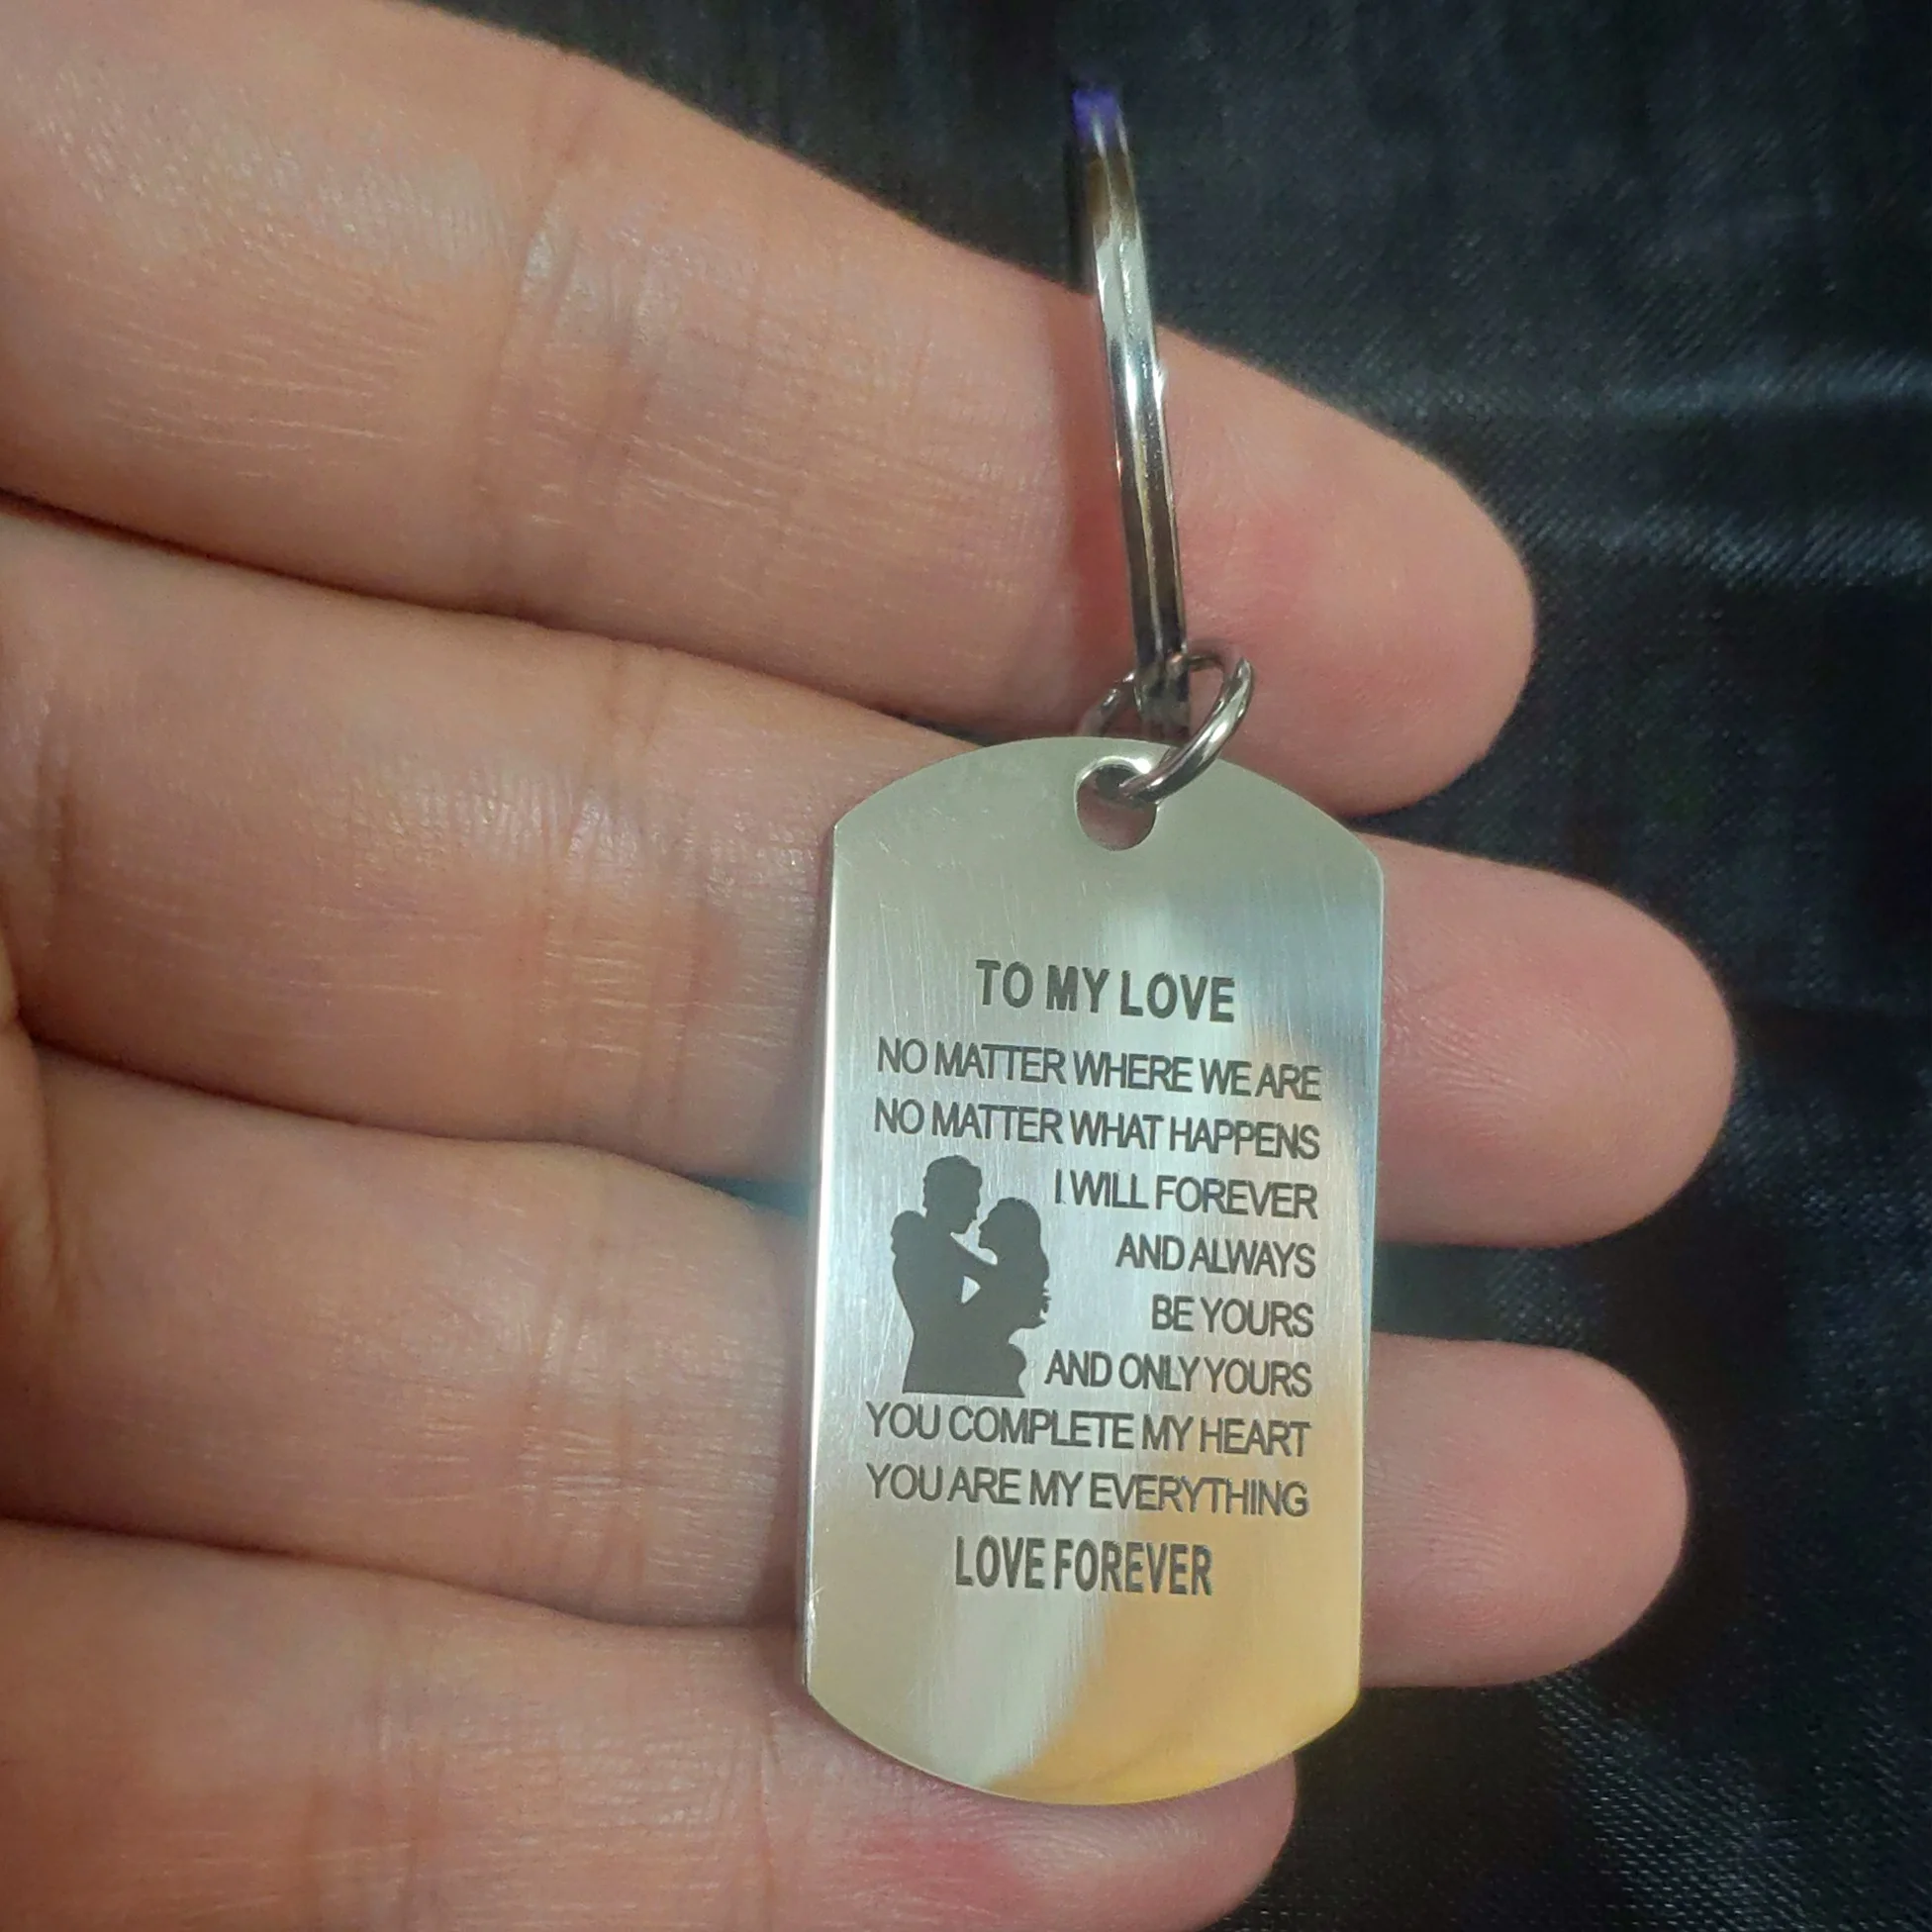 TO MY LOVE
NO MATTER WHERE WE ARE
NO MATTER WHAT HAPPENS
I WILL FOREVER
AND ALWAYS
BE YOURS
AND ONLY YOURS
YOU COMPLETE MY HEART
YOU ARE MY EVERYTHING
LOVE FOREVER